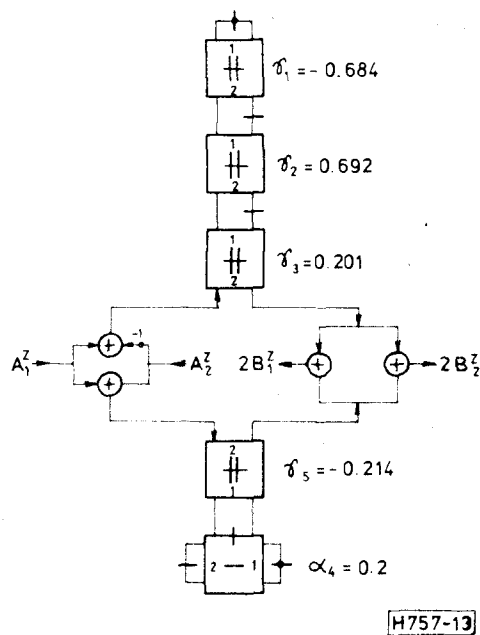 1
2
γ₁ = - 0.684
1
2
γ₂ = 0.692
1
2
γ₃ = 0.201
-1
A₁ᶻ
A₂ᶻ
2B₁ᶻ
2B₂ᶻ
+ + + +
2
1
γ₅ = - 0.214
2 1
α₄ = 0.2
H757-13